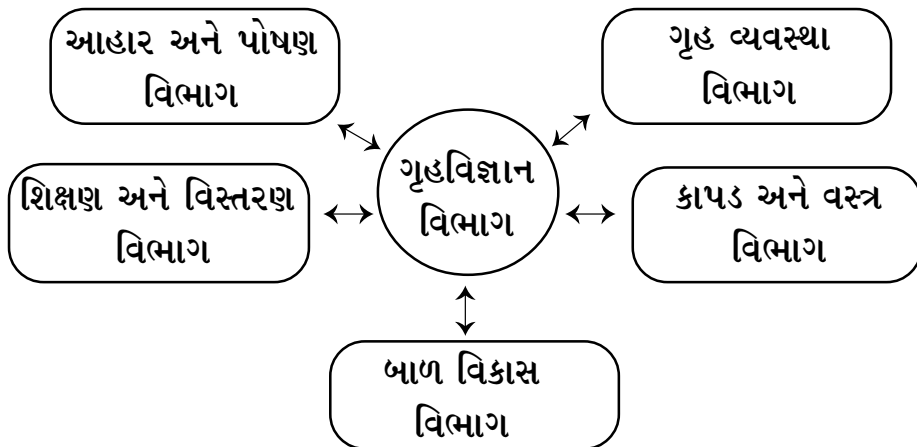 આહાર અને પોષણ
વિભાગ
ગૃહ વ્યવસ્થા
વિભાગ
ગૃહવિજ્ઞાન
વિભાગ
શિક્ષણ અને વિસ્તરણ
વિભાગ
કાપડ અને વસ્ત્ર
વિભાગ
બાળ વિકાસ
વિભાગ